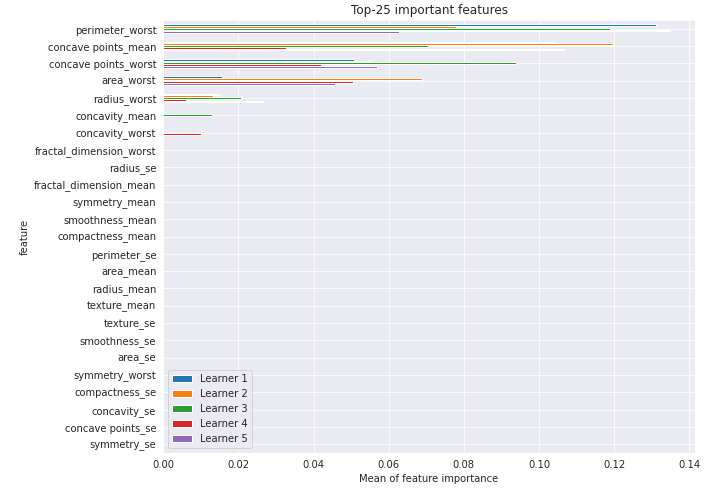 Top-25 important features
perimeter_worst
concave points_mean
concave points_worst
area_worst
radius_worst
concavity_mean
concavity_worst
fractal_dimension_worst
radius_se
fractal_dimension_mean
symmetry_mean
smoothness_mean
compactness_mean
perimeter_se
area_mean
radius_mean
texture_mean
texture_se
smoothness_se
area_se
symmetry_worst
compactness_se
concavity_se
concave points_se
symmetry_se
feature
Learner 1
Learner 2
Learner 3
Learner 4
Learner 5
0.00 0.02 0.04 0.06 0.08 0.10 0.12 0.14
Mean of feature importance